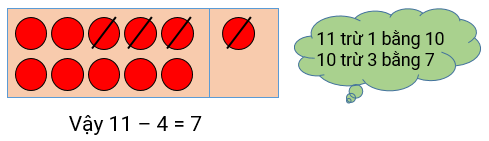 11 trừ 1 bằng 10
10 trừ 3 bằng 7
Vậy 11 – 4 = 7